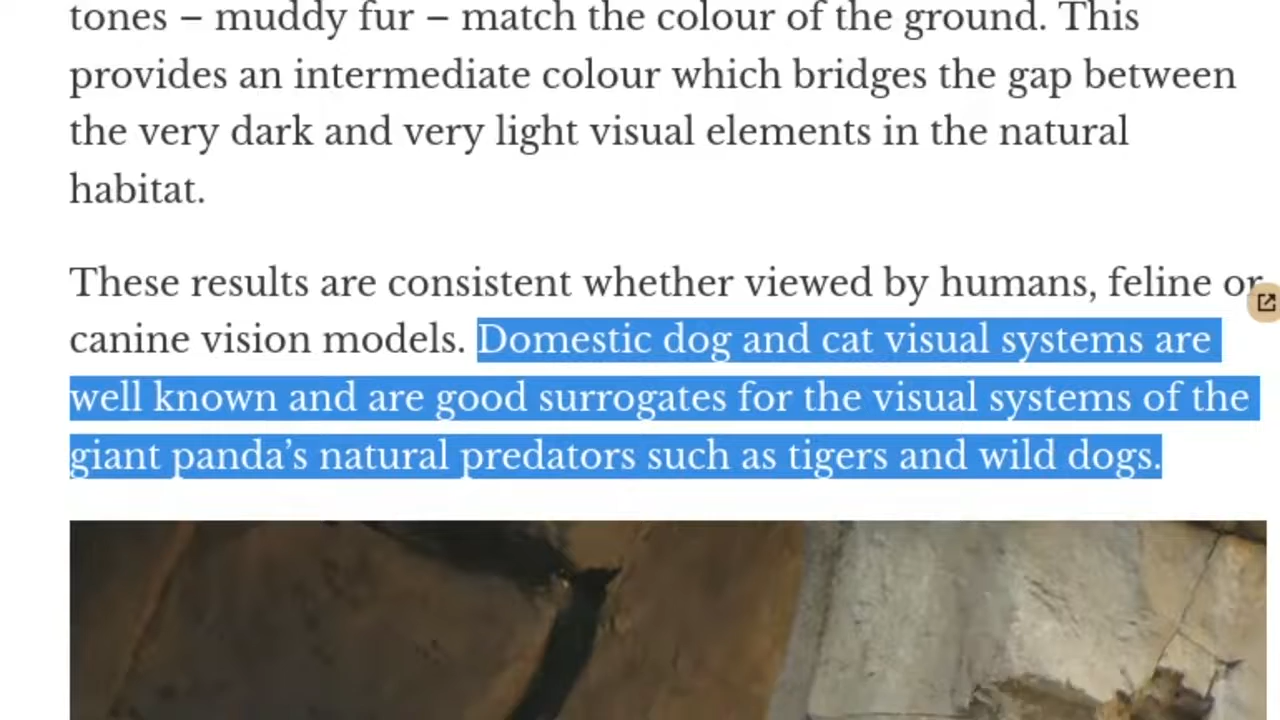 tones – muddy fur – match the colour of the ground. This
provides an intermediate colour which bridges the gap between
the very dark and very light visual elements in the natural
habitat.
These results are consistent whether viewed by humans, feline or
canine vision models. Domestic dog and cat visual systems are
well known and are good surrogates for the visual systems of the
giant panda’s natural predators such as tigers and wild dogs.